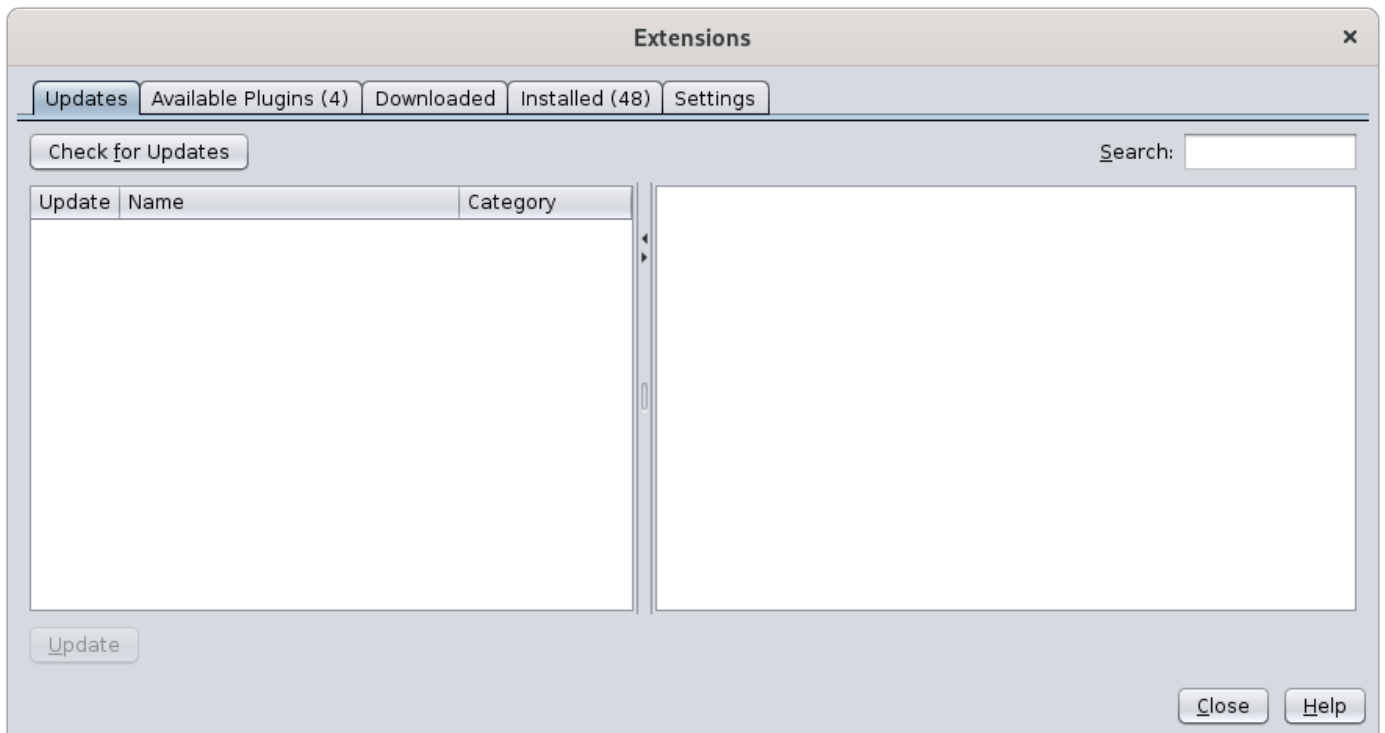 Extensions
Updates Available Plugins (4) Downloaded Installed (48) Settings
Check for Updates Search:
Update Name Category
Update
Close Help